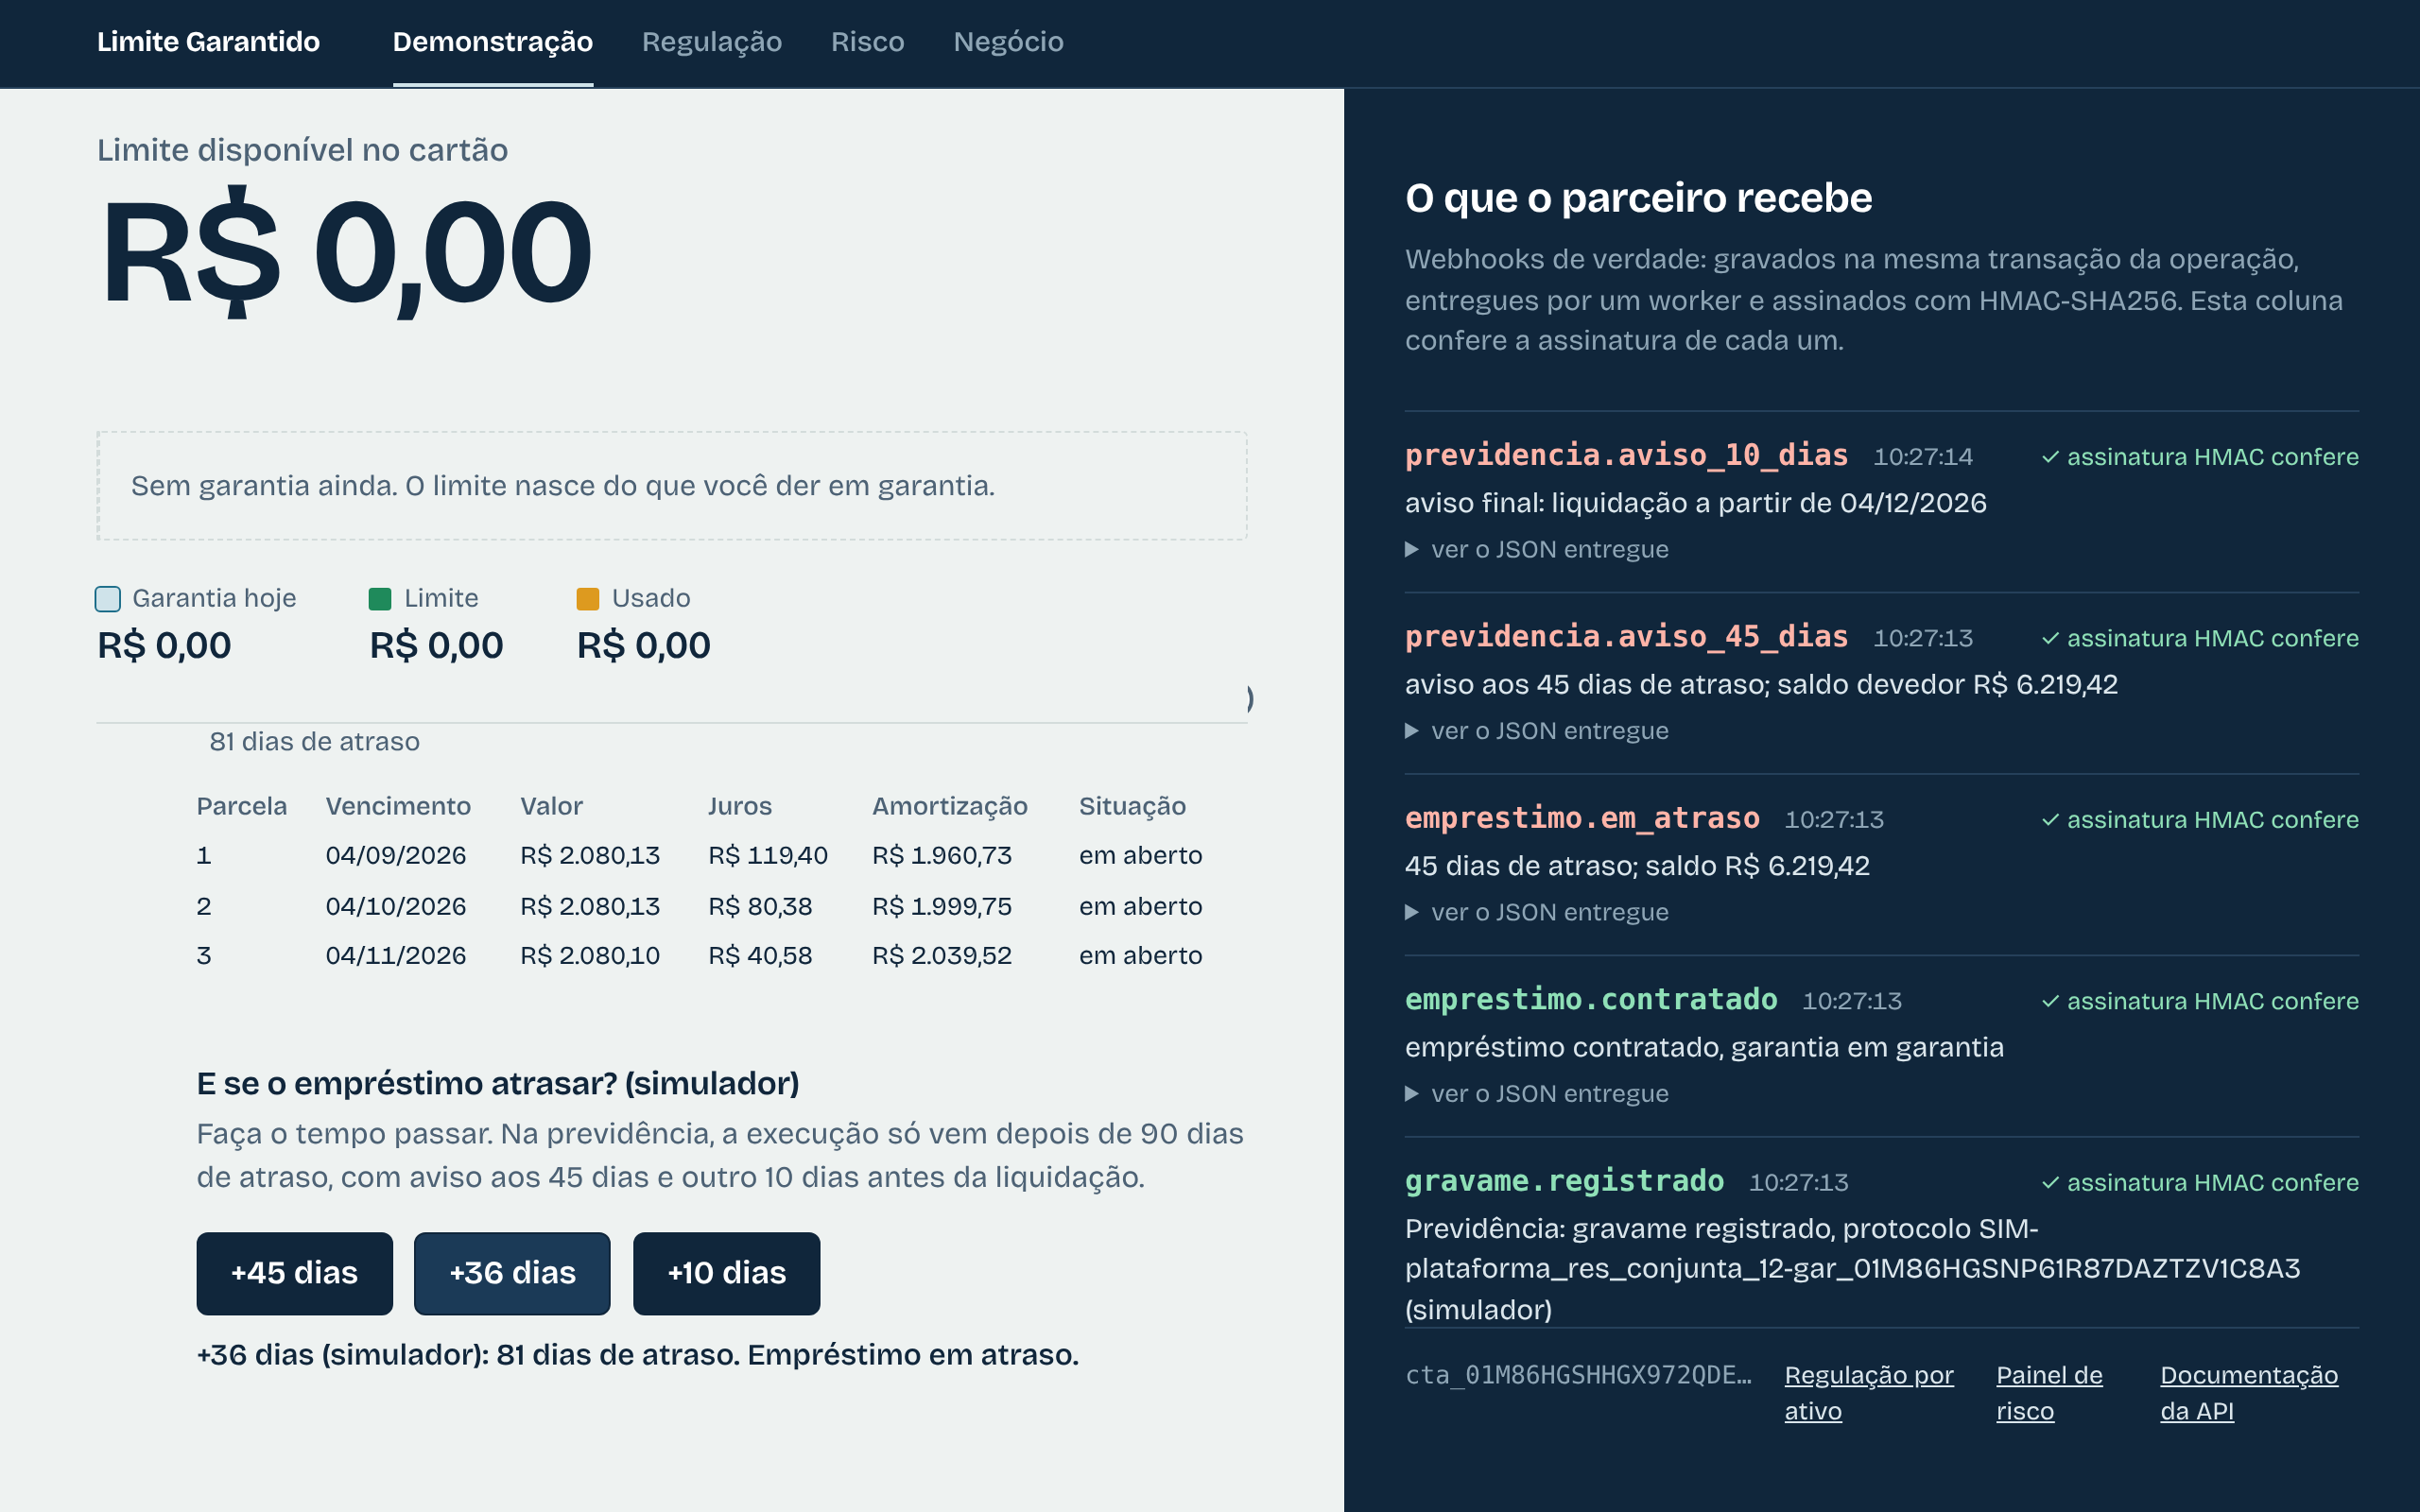 Limite Garantido Demonstração Regulação Risco Negócio
Limite disponível no cartão
R$ 0,00
Sem garantia ainda. O limite nasce do que você der em garantia.
Garantia hoje Limite Usado
R$ 0,00 R$ 0,00 R$ 0,00
)
81 dias de atraso
Parcela Vencimento Valor Juros Amortização Situação
1 04/09/2026 R$ 2.080,13 R$ 119,40 R$ 1.960,73 em aberto
2 04/10/2026 R$ 2.080,13 R$ 80,38 R$ 1.999,75 em aberto
3 04/11/2026 R$ 2.080,10 R$ 40,58 R$ 2.039,52 em aberto
E se o empréstimo atrasar? (simulador)
Faça o tempo passar. Na previdência, a execução só vem depois de 90 dias
de atraso, com aviso aos 45 dias e outro 10 dias antes da liquidação.
+45 dias +36 dias +10 dias
+36 dias (simulador): 81 dias de atraso. Empréstimo em atraso.
O que o parceiro recebe
Webhooks de verdade: gravados na mesma transação da operação,
entregues por um worker e assinados com HMAC-SHA256. Esta coluna
confere a assinatura de cada um.
previdencia.aviso_10_dias 10:27:14 ✓ assinatura HMAC confere
aviso final: liquidação a partir de 04/12/2026
▶ ver o JSON entregue
previdencia.aviso_45_dias 10:27:13 ✓ assinatura HMAC confere
aviso aos 45 dias de atraso; saldo devedor R$ 6.219,42
▶ ver o JSON entregue
emprestimo.em_atraso 10:27:13 ✓ assinatura HMAC confere
45 dias de atraso; saldo R$ 6.219,42
▶ ver o JSON entregue
emprestimo.contratado 10:27:13 ✓ assinatura HMAC confere
empréstimo contratado, garantia em garantia
▶ ver o JSON entregue
gravame.registrado 10:27:13 ✓ assinatura HMAC confere
Previdência: gravame registrado, protocolo SIM-
plataforma_res_conjunta_12-gar_01M86HGSNP61R87DAZTZV1C8A3
(simulador)
cta_01M86HGSHHGX972QDE… Regulação por Painel de Documentação
ativo risco da API